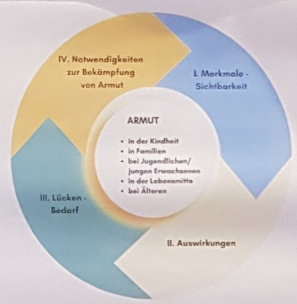 IV. Notwendigkeiten
zur Bekämpfung
von Armut
I. Merkmale -
Sichtbarkeit
ARMUT
• in der Kindheit
• in Familien
• bei Jugendlichen/
jungen Erwachsenen
• in der Lebensmitte
• bei Älteren
III. Lücken -
Bedarf
II. Auswirkungen